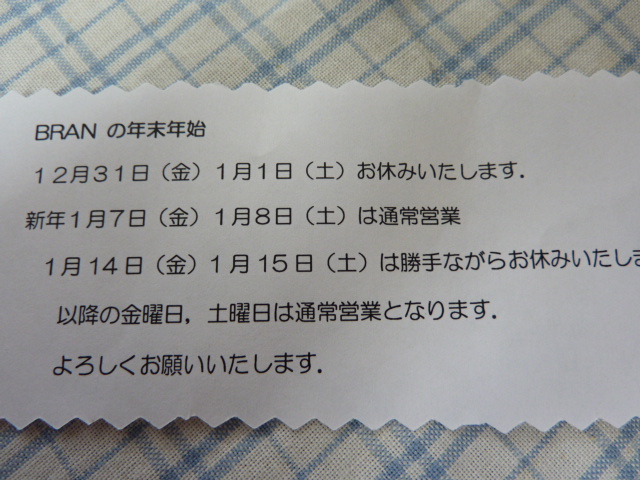 BRAN の年末年始
12月31日（金）1月1日（土）お休みいたします．
新年1月7日（金）1月8日（土）は通常営業
1月14日（金）1月15日（土）は勝手ながらお休みいたしま
以降の金曜日，土曜日は通常営業となります．
よろしくお願いいたします．